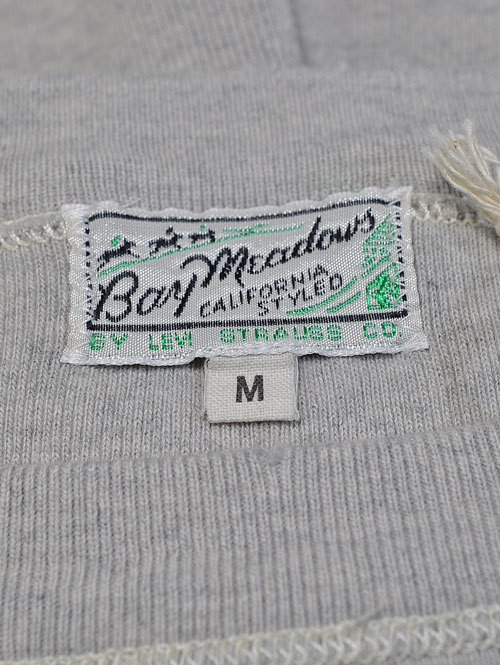 Bay Meadows
CALIFORNIA
STYLED
BY LEVI STRAUSS CO.
M